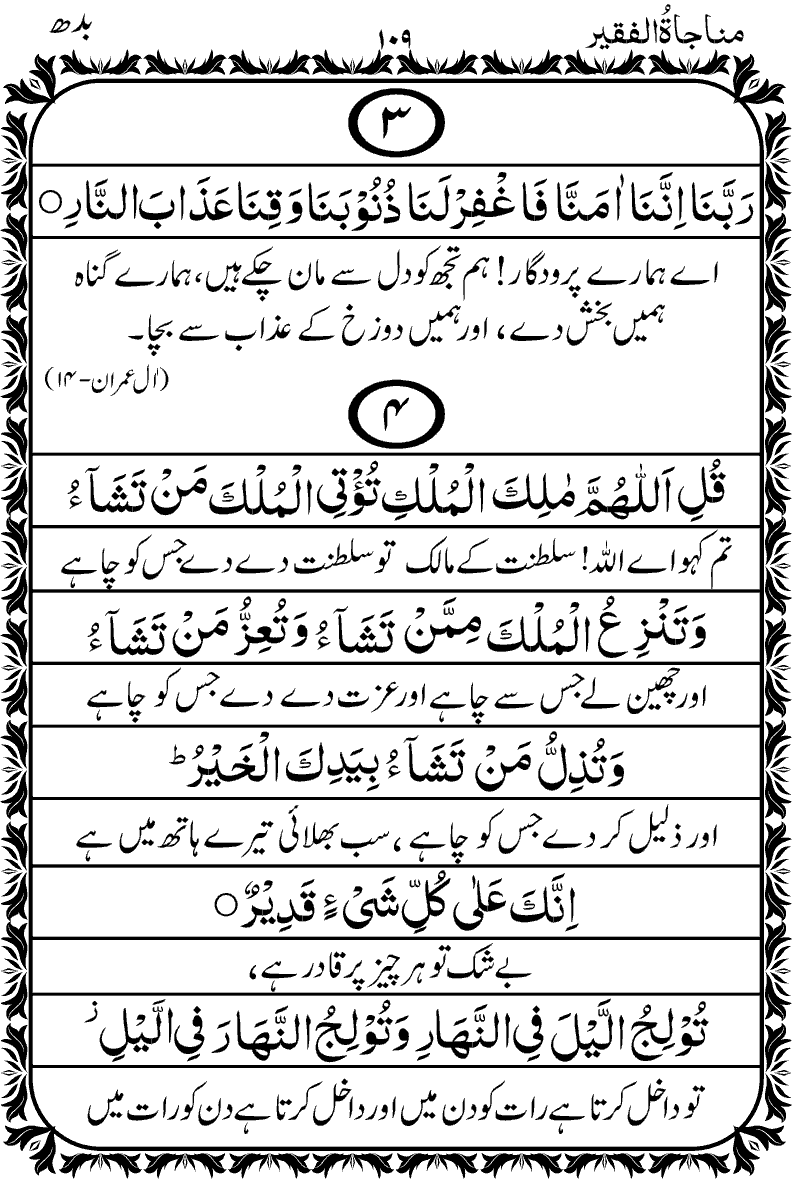 مناجاةُ الفقیر ۱۰۹ بدھ
۳
رَبَّنَا اِنَّنَا اٰمَنَّا فَاغْفِرْلَنَا ذُنُوْبَنَا وَقِنَا عَذَابَ النَّارِ ○
اے ہمارے پرودگار! ہم تجھ کو دل سے مان چکے ہیں، ہمارے گناہ
ہمیں بخش دے، اور ہمیں دوزخ کے عذاب سے بچا۔
(اٰل عمران-۱۴)
۴
قُلِ اَللّٰهُمَّ مٰلِكَ الْمُلْكِ تُؤْتِی الْمُلْكَ مَنْ تَشَآءُ
تم کہو اے اللہ! سلطنت کے مالک تو سلطنت دے دے جس کو چاہے
وَتَنْزِعُ الْمُلْكَ مِمَّنْ تَشَآءُ وَتُعِزُّ مَنْ تَشَآءُ
اور چھین لے جس سے چاہے اور عزت دے دے جس کو چاہے
وَتُذِلُّ مَنْ تَشَآءُ بِیَدِكَ الْخَیْرُ ؕ
اور ذلیل کر دے جس کو چاہے، سب بھلائی تیرے ہاتھ میں ہے
اِنَّكَ عَلٰی كُلِّ شَیْءٍ قَدِیْرٌ ○
بے شک تو ہر چیز پر قادر ہے،
تُوْلِجُ الَّیْلَ فِی النَّهَارِ وَتُوْلِجُ النَّهَارَ فِی الَّیْلِ ز
تو داخل کرتا ہے رات کو دن میں اور داخل کرتا ہے دن کو رات میں